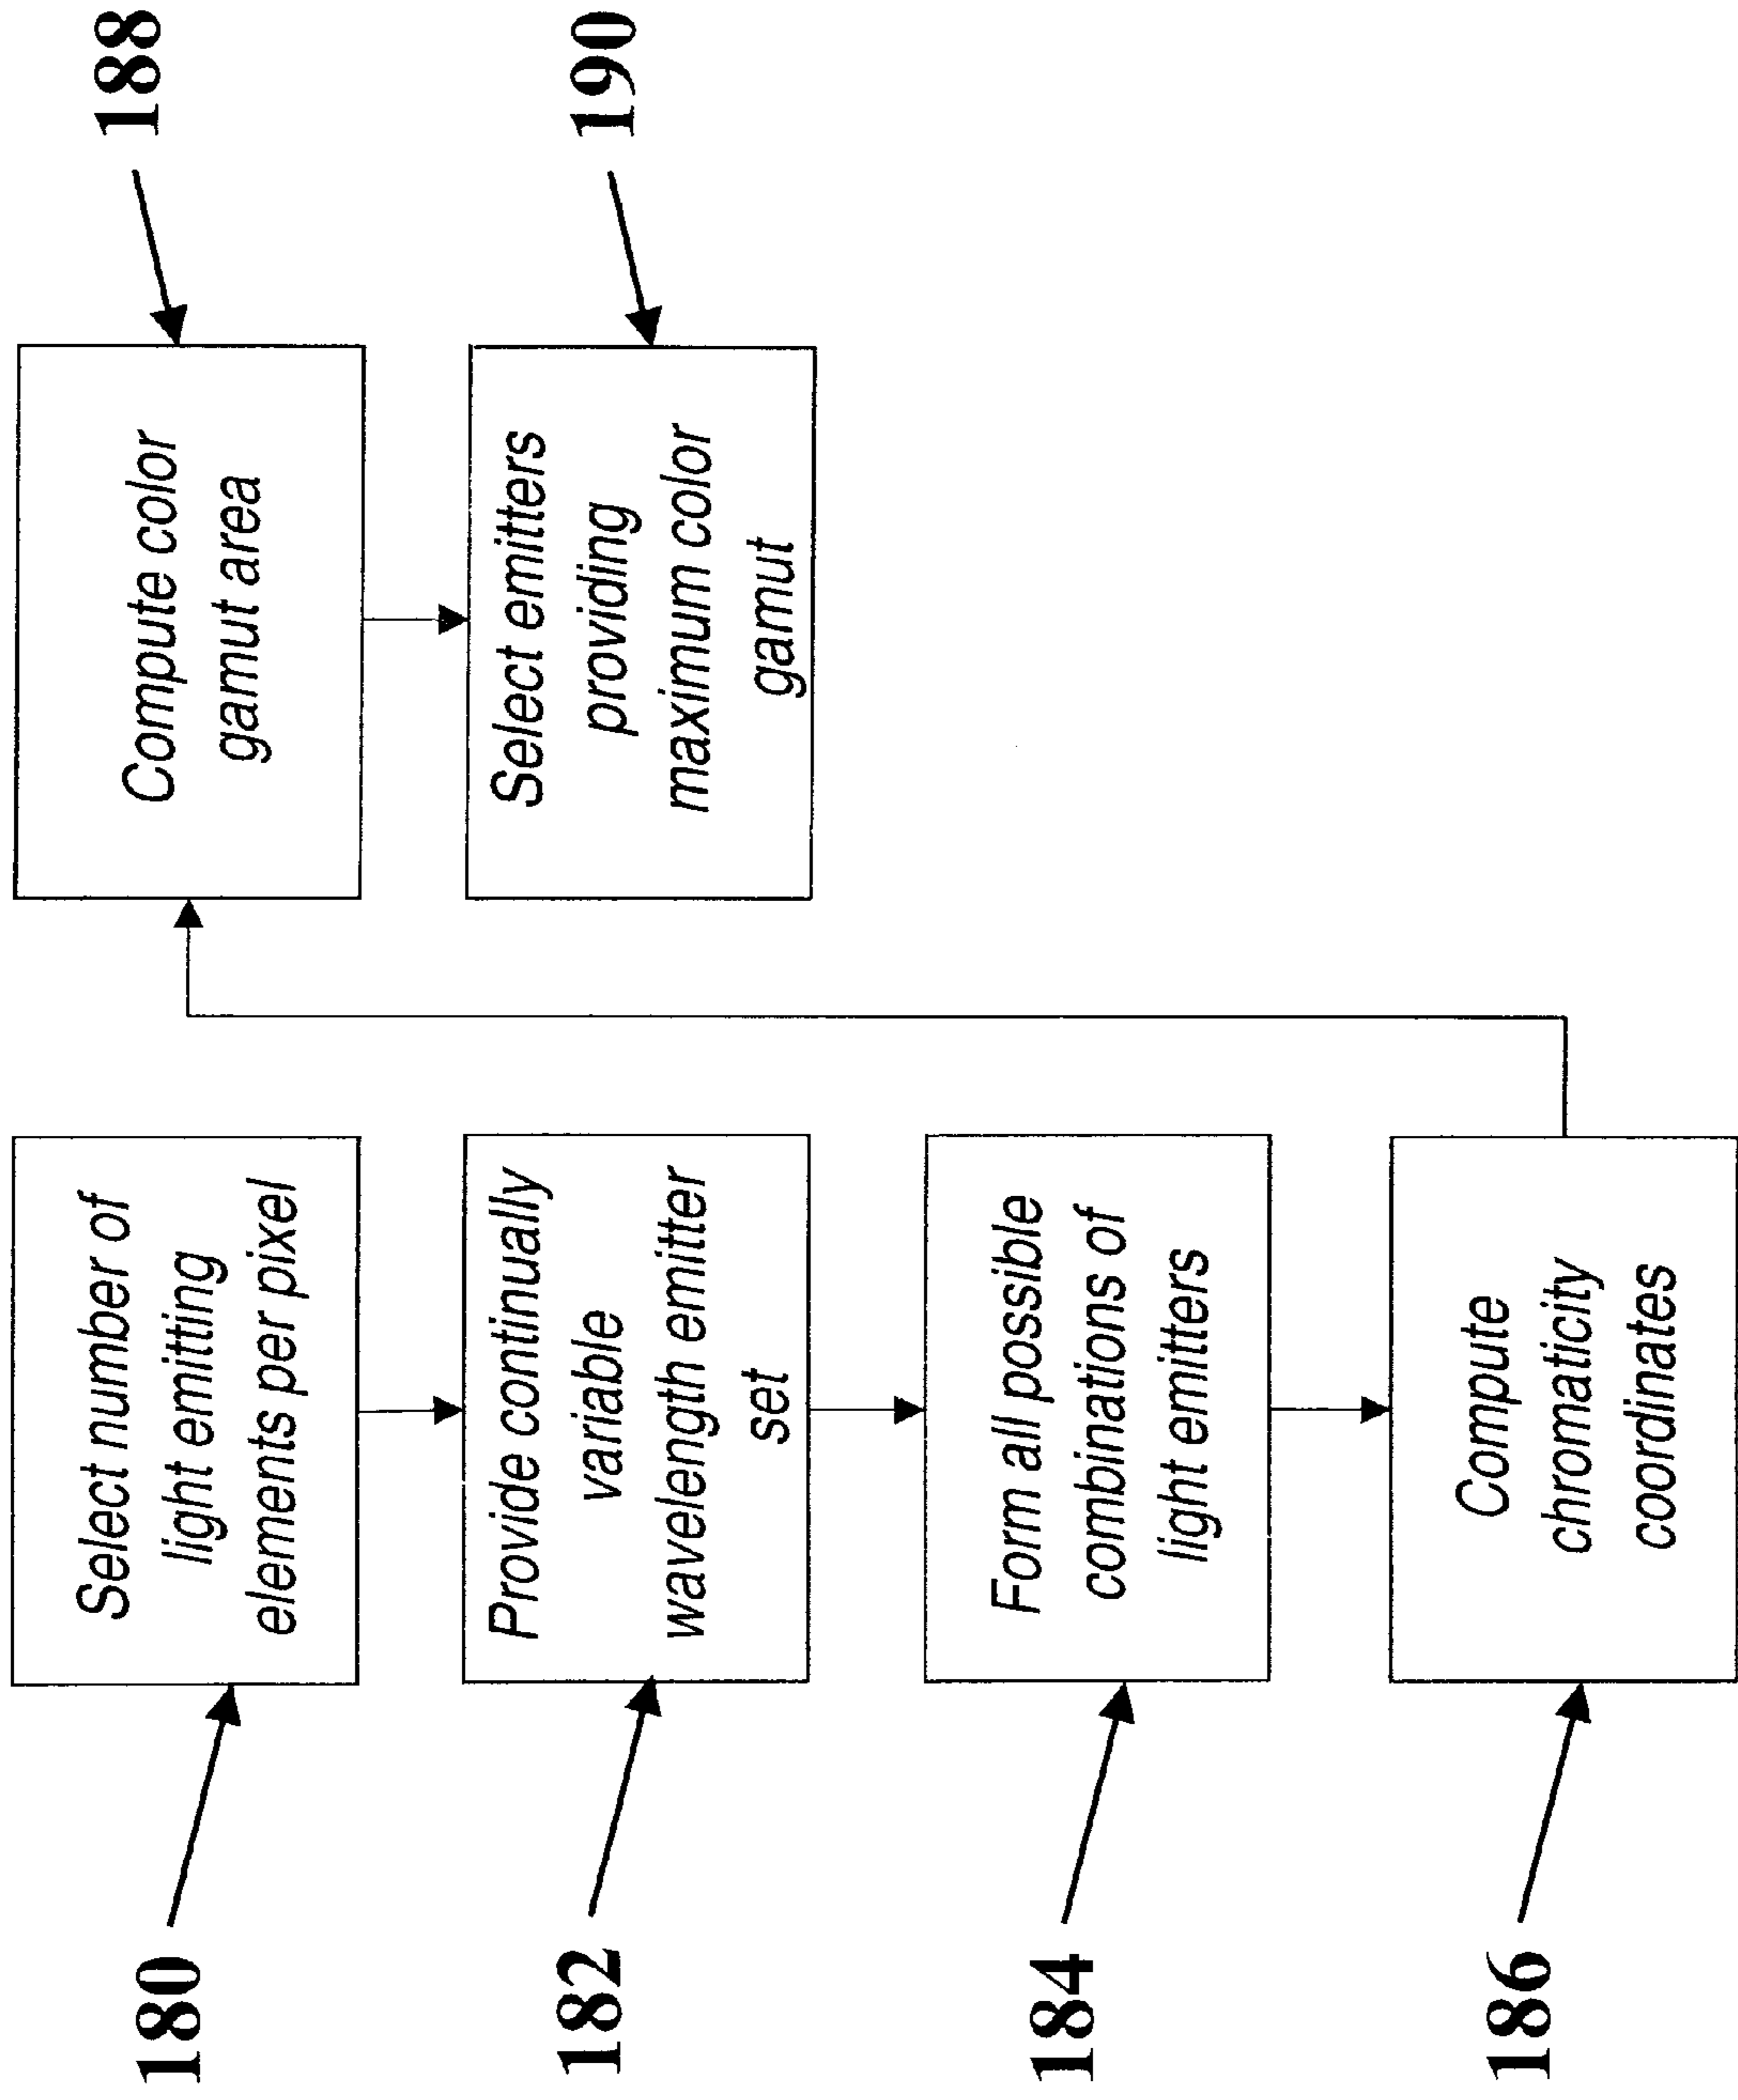 180
Select number of
light emitting
elements per pixel
182
Provide continually
variable
wavelength emitter
set
184
Form all possible
combinations of
light emitters
186
Compute
chromaticity
coordinates
188
Compute color
gamut area
190
Select emitters
providing
maximum color
gamut